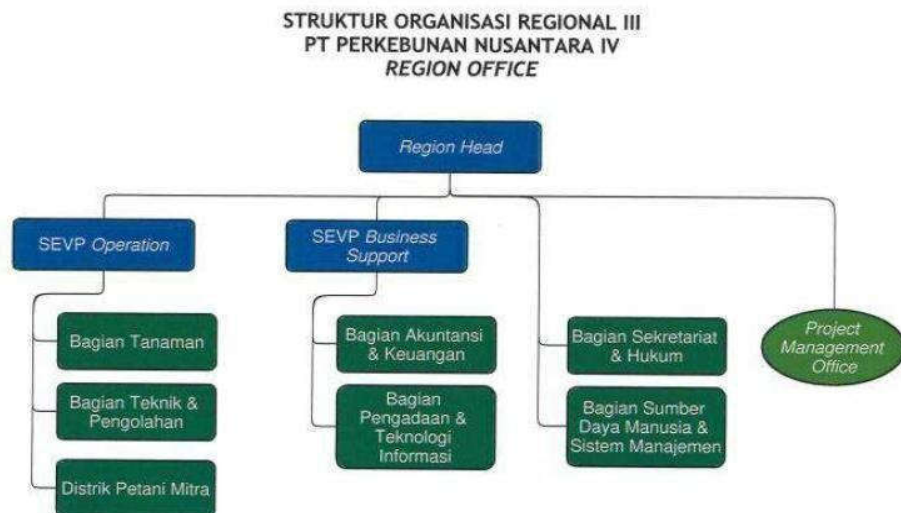 STRUKTUR ORGANISASI REGIONAL III
PT PERKEBUNAN NUSANTARA IV
REGION OFFICE
Region Head
SEVP Operation
SEVP Business
Support
Bagian Tanaman
Bagian Teknik &
Pengolahan
Distrik Petani Mitra
Bagian Akuntansi
& Keuangan
Bagian
Pengadaan &
Teknologi
Informasi
Bagian Sekretariat
& Hukum
Bagian Sumber
Daya Manusia &
Sistem Manajemen
Project
Management
Office